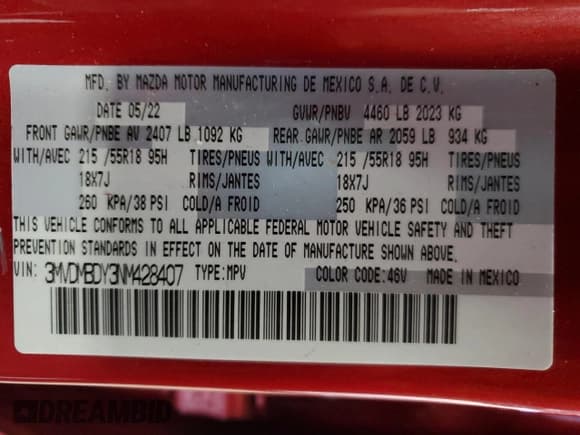 MFD. BY MAZDA MOTOR MANUFACTURING DE MEXICO S.A. DE C.V.
DATE 05/22 GVWR/PNBV 4460 LB 2023 KG
FRONT GAWR/PNBE AV 2407 LB 1092 KG REAR GAWR/PNBE AR 2059 LB 934 KG
WITH/AVEC 215 /55R18 95H TIRES/PNEUS WITH/AVEC 215 /55R18 95H TIRES/PNEUS
18X7J RIMS/JANTES 18X7J RIMS/JANTES
260 KPA/38 PSI COLD/A FROID 250 KPA/36 PSI COLD/A FROID
THIS VEHICLE CONFORMS TO ALL APPLICABLE FEDERAL MOTOR VEHICLE SAFETY AND THEFT
PREVENTION STANDARDS IN EFFECT ON THE DATE OF MANUFACTURE SHOWN ABOVE.
VIN: 3MVDMBDY3NM428407 TYPE:MPV COLOR CODE:46V MADE IN MEXICO
DREAMBID